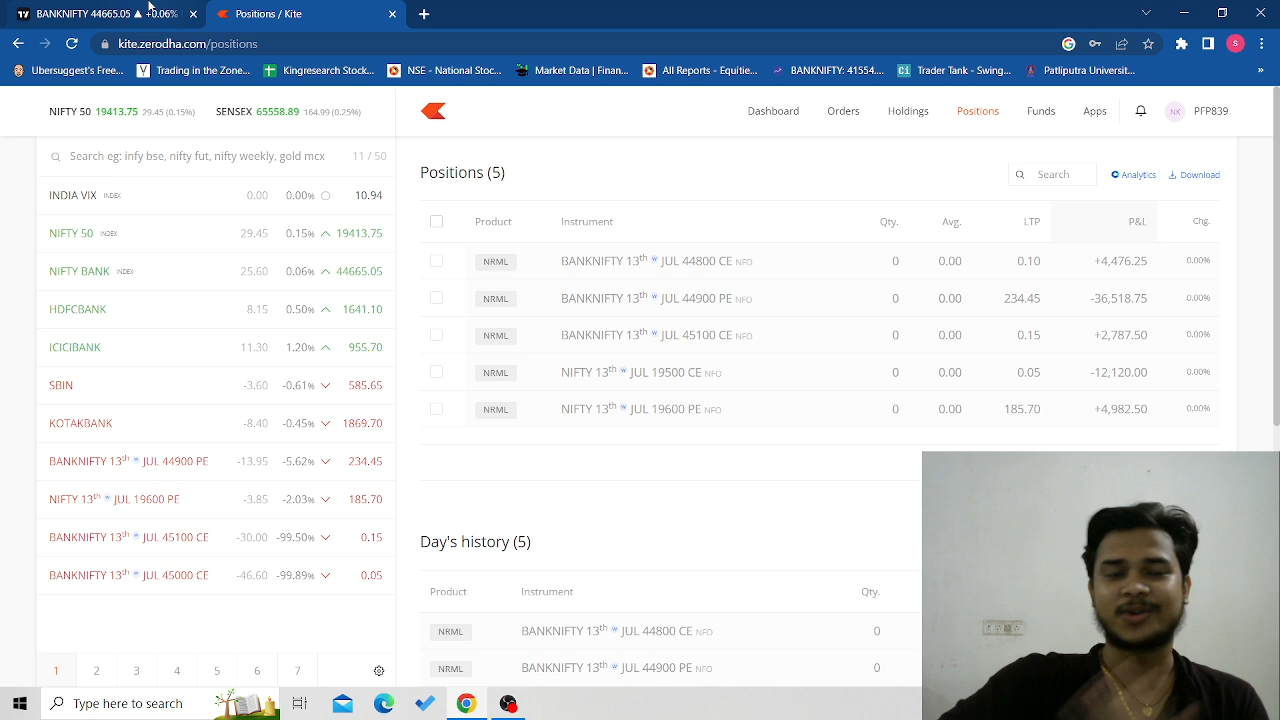 BANKNIFTY 44665.05 ▲ +0.06%
Positions / Kite
kite.zerodha.com/positions
Ubersuggest's Free...
Trading in the Zone...
Kingresearch Stock...
NSE - National Stoc...
Market Data | Finan...
All Reports - Equitie...
BANKNIFTY: 41554...
Trader Tank - Swing...
Patliputra Universit...
»
NIFTY 50 19413.75 29.45 (0.15%) SENSEX 65558.89 164.99 (0.25%)
Dashboard Orders Holdings Positions Funds Apps NK PFP839
Search eg: infy bse, nifty fut, nifty weekly, gold mcx 11 / 50
INDIA VIX INDEX 0.00 0.00% 10.94
NIFTY 50 INDEX 29.45 0.15% 19413.75
NIFTY BANK INDEX 25.60 0.06% 44665.05
HDFCBANK 8.15 0.50% 1641.10
ICICIBANK 11.30 1.20% 955.70
SBIN -3.60 -0.61% 585.65
KOTAKBANK -8.40 -0.45% 1869.70
BANKNIFTY 13th w JUL 44900 PE -13.95 -5.62% 234.45
NIFTY 13th w JUL 19600 PE -3.85 -2.03% 185.70
BANKNIFTY 13th w JUL 45100 CE -30.00 -99.50% 0.15
BANKNIFTY 13th w JUL 45000 CE -46.60 -99.89% 0.05
1 2 3 4 5 6 7
Positions (5)
Search Analytics Download
Product Instrument Qty. Avg. LTP P&L Chg.
NRML BANKNIFTY 13th w JUL 44800 CE NFO 0 0.00 0.10 +4,476.25 0.00%
NRML BANKNIFTY 13th w JUL 44900 PE NFO 0 0.00 234.45 -36,518.75 0.00%
NRML BANKNIFTY 13th w JUL 45100 CE NFO 0 0.00 0.15 +2,787.50 0.00%
NRML NIFTY 13th w JUL 19500 CE NFO 0 0.00 0.05 -12,120.00 0.00%
NRML NIFTY 13th w JUL 19600 PE NFO 0 0.00 185.70 +4,982.50 0.00%
Day's history (5)
Product Instrument Qty.
NRML BANKNIFTY 13th w JUL 44800 CE NFO 0
NRML BANKNIFTY 13th w JUL 44900 PE NFO 0
Type here to search